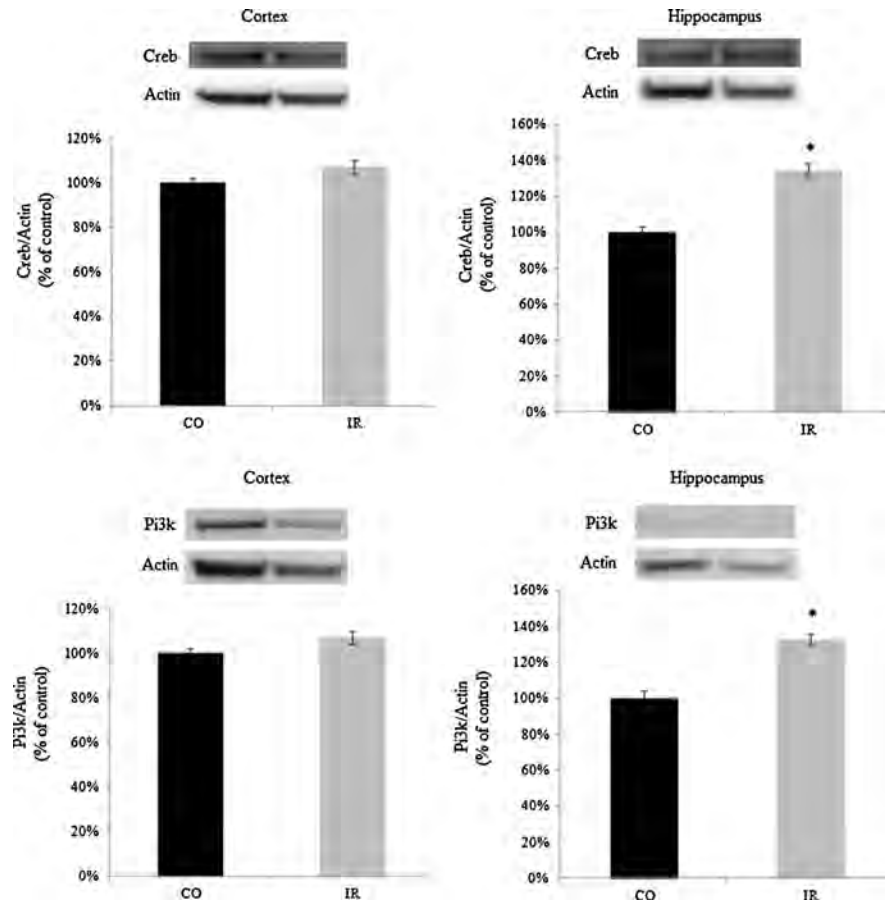 Cortex
Creb
Actin
120%
100%
80%
60%
40%
20%
0%
Creb/Actin
(% of control)
CO
IR
Hippocampus
Creb
Actin
160%
140%
120%
100%
80%
60%
40%
20%
0%
Creb/Actin
(% of control)
*
CO
IR
Cortex
Pi3k
Actin
120%
100%
80%
60%
40%
20%
0%
Pi3k/Actin
(% of control)
CO
IR
Hippocampus
Pi3k
Actin
160%
140%
120%
100%
80%
60%
40%
20%
0%
Pi3k/Actin
(% of control)
*
CO
IR